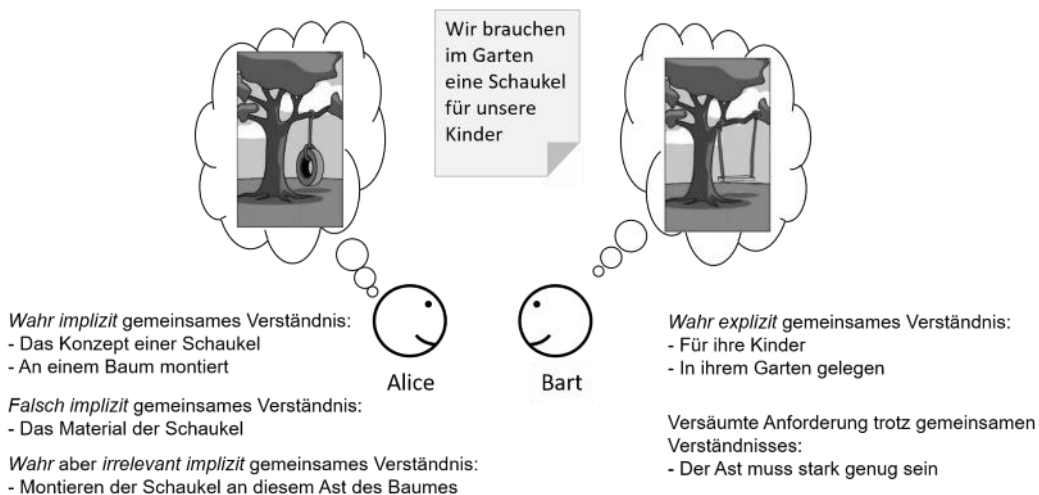 Wir brauchen
im Garten
eine Schaukel
für unsere
Kinder
Alice
Bart
Wahr implizit gemeinsames Verständnis:
- Das Konzept einer Schaukel
- An einem Baum montiert
Falsch implizit gemeinsames Verständnis:
- Das Material der Schaukel
Wahr aber irrelevant implizit gemeinsames Verständnis:
- Montieren der Schaukel an diesem Ast des Baumes
Wahr explizit gemeinsames Verständnis:
- Für ihre Kinder
- In ihrem Garten gelegen
Versäumte Anforderung trotz gemeinsamen
Verständnisses:
- Der Ast muss stark genug sein